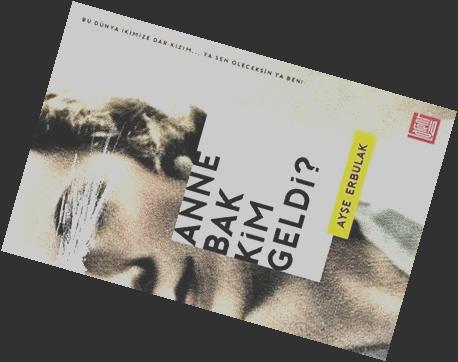 BU DÜNYA İKİMİZE DAR KIZIM... YA SEN ÖLECEKSİN YA BEN!
ANNE
BAK
KİM
GELDİ?
AYŞE ERBULAK